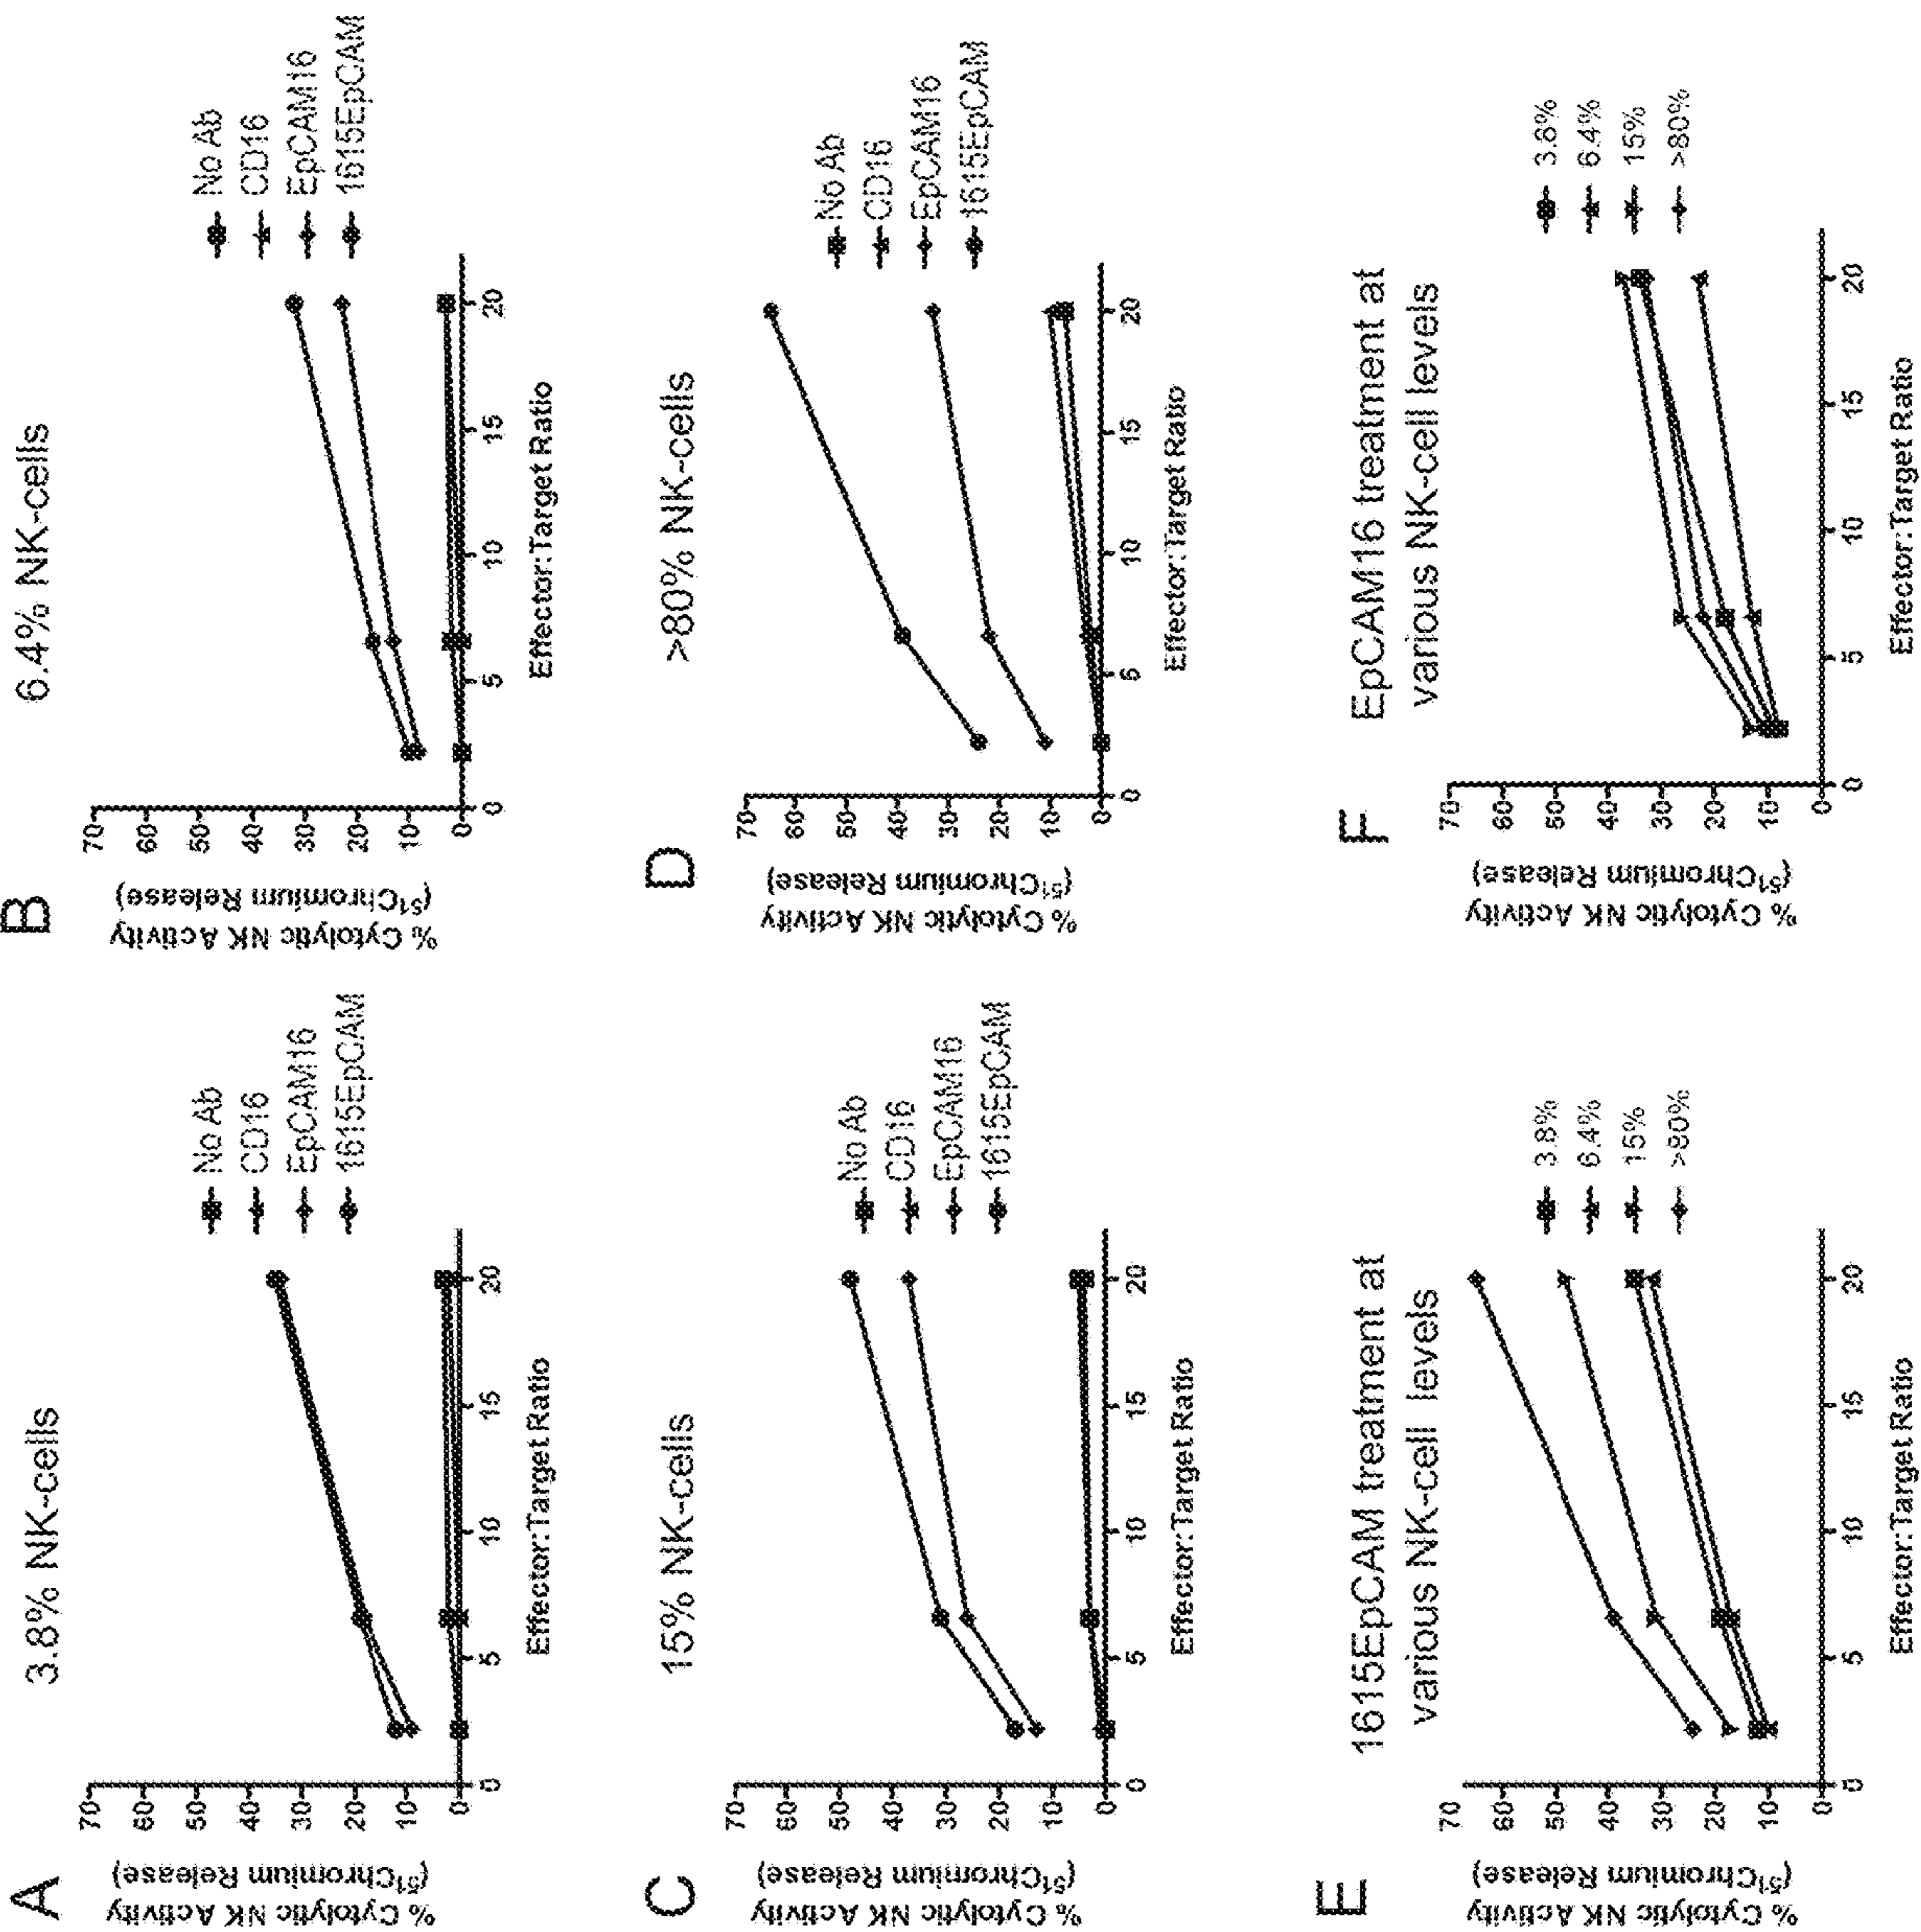 A
3.8% NK-cells
% Cytolytic NK Activity
(⁵¹Chromium Release)
70
60
50
40
30
20
10
0
0
5
10
15
20
Effector:Target Ratio
No Ab
CD16
EpCAM16
1615EpCAM
B
6.4% NK-cells
% Cytolytic NK Activity
(⁵¹Chromium Release)
70
60
50
40
30
20
10
0
0
5
10
15
20
Effector:Target Ratio
No Ab
CD16
EpCAM16
1615EpCAM
C
15% NK-cells
% Cytolytic NK Activity
(⁵¹Chromium Release)
70
60
50
40
30
20
10
0
0
5
10
15
20
Effector:Target Ratio
No Ab
CD16
EpCAM16
1615EpCAM
D
>80% NK-cells
% Cytolytic NK Activity
(⁵¹Chromium Release)
70
60
50
40
30
20
10
0
0
5
10
15
20
Effector:Target Ratio
No Ab
CD16
EpCAM16
1615EpCAM
E
1615EpCAM treatment at
various NK-cell levels
% Cytolytic NK Activity
(⁵¹Chromium Release)
70
60
50
40
30
20
10
0
0
5
10
15
20
Effector:Target Ratio
3.8%
6.4%
15%
>80%
F
EpCAM16 treatment at
various NK-cell levels
% Cytolytic NK Activity
(⁵¹Chromium Release)
70
60
50
40
30
20
10
0
0
5
10
15
20
Effector:Target Ratio
3.8%
6.4%
15%
>80%